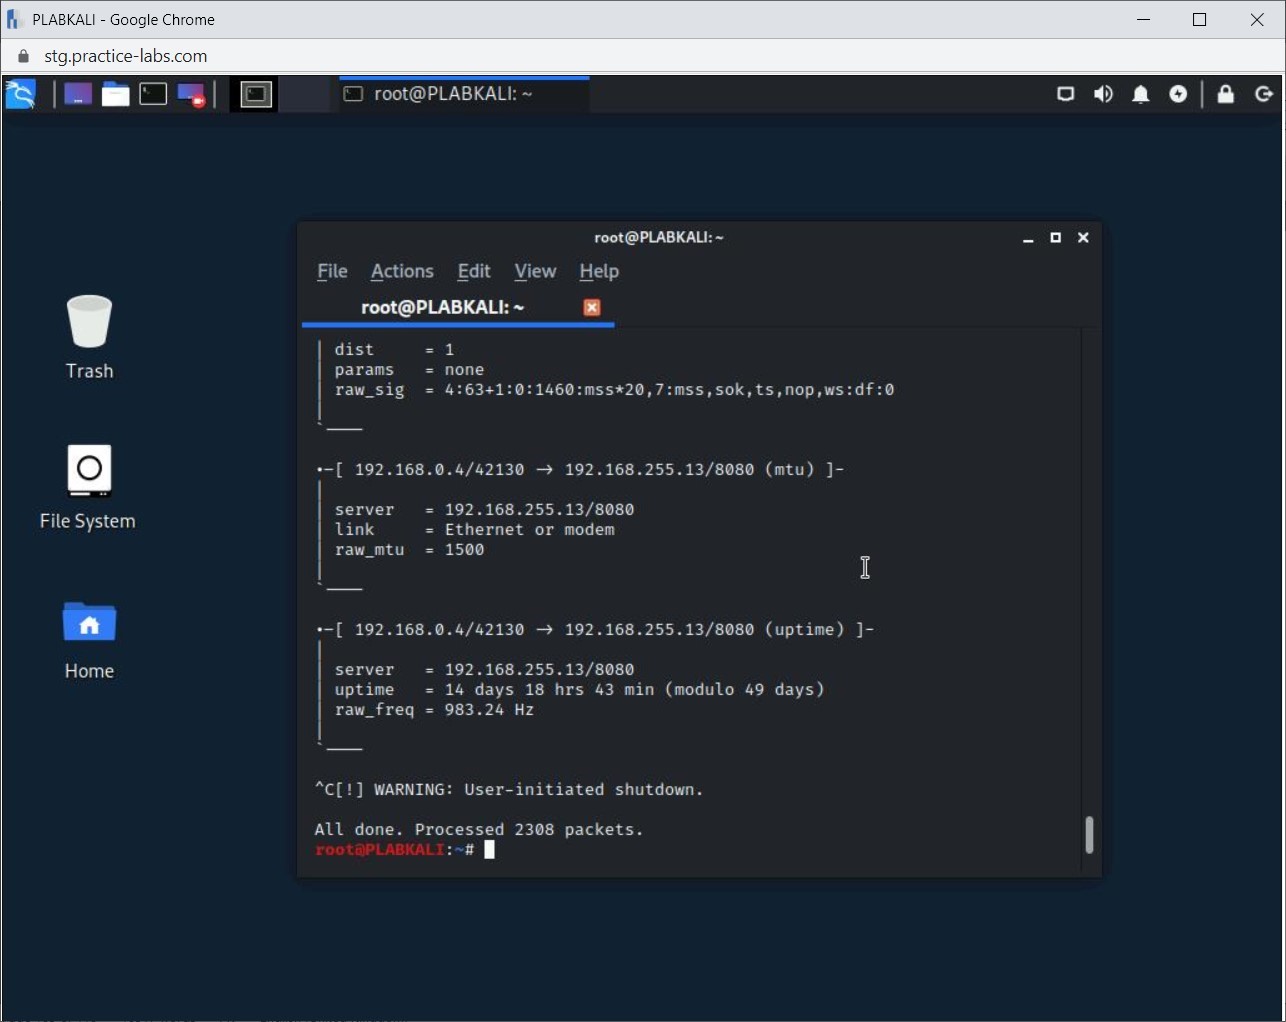 PLABKALI - Google Chrome
stg.practice-labs.com
root@PLABKALI: ~
root@PLABKALI:~
File Actions Edit View Help
root@PLABKALI: ~
Trash
File System
Home
dist = 1
params = none
raw_sig = 4:63+1:0:1460:mss*20,7:mss,sok,ts,nop,ws:df:0
`____
•-[ 192.168.0.4/42130 → 192.168.255.13/8080 (mtu) ]-
|
| server = 192.168.255.13/8080
| link = Ethernet or modem
| raw_mtu = 1500
|
`____
•-[ 192.168.0.4/42130 → 192.168.255.13/8080 (uptime) ]-
|
| server = 192.168.255.13/8080
| uptime = 14 days 18 hrs 43 min (modulo 49 days)
| raw_freq = 983.24 Hz
|
`____
^C[!] WARNING: User-initiated shutdown.
All done. Processed 2308 packets.
root@PLABKALI:~#